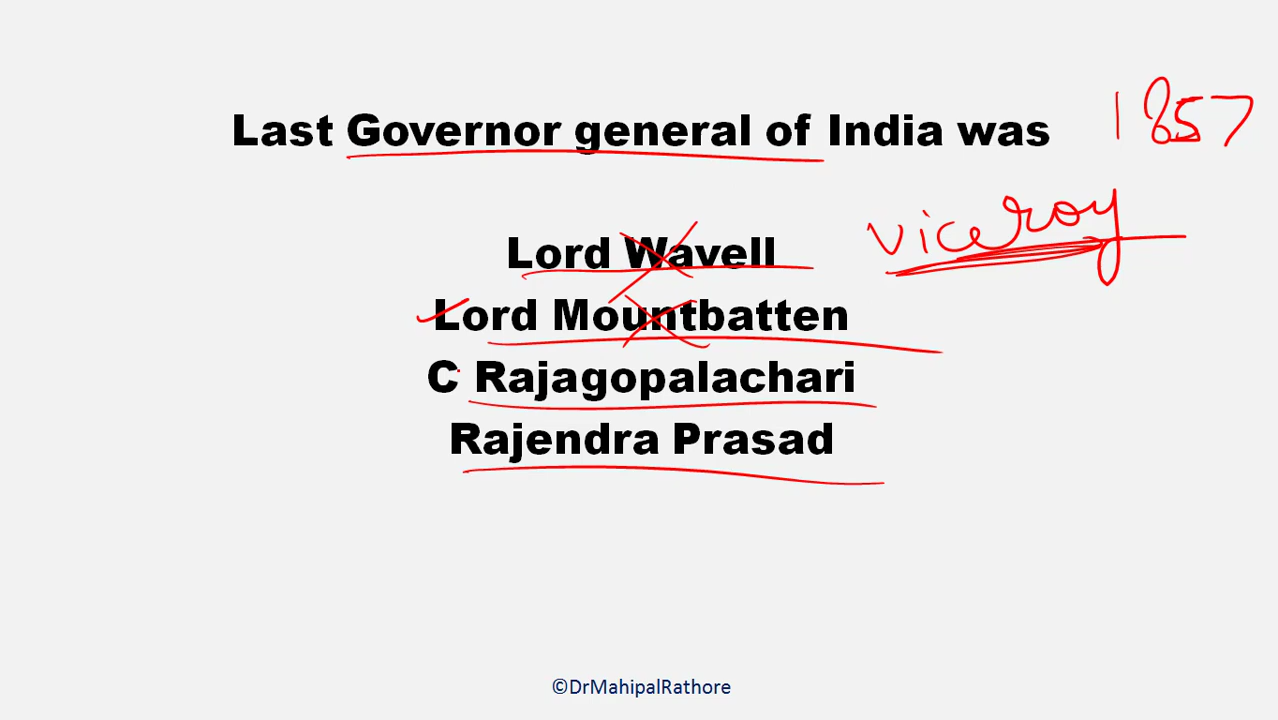 Last Governor general of India was
1857
viceroy
Lord Wavell
Lord Mountbatten
C Rajagopalachari
Rajendra Prasad
©DrMahipalRathore